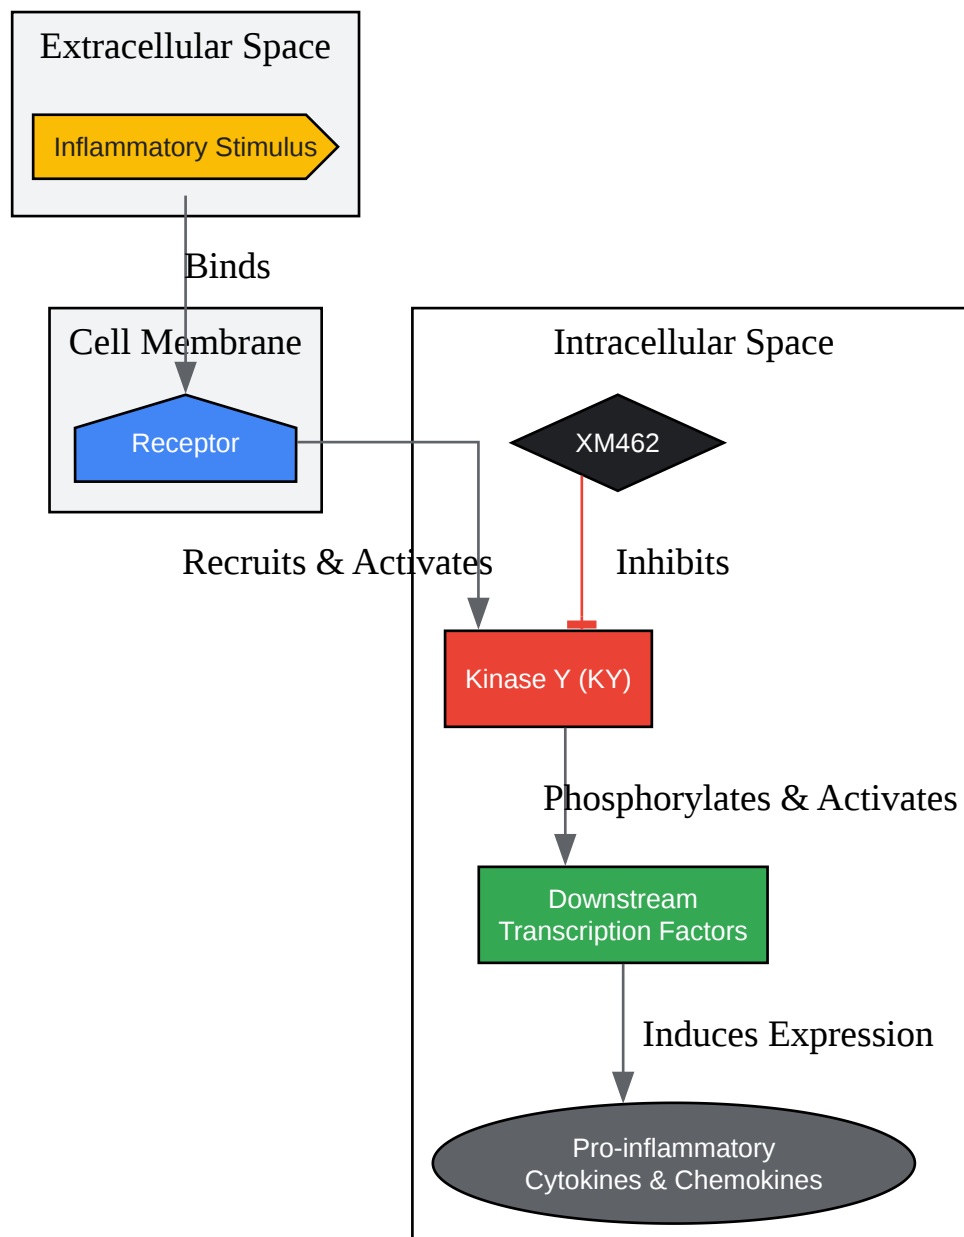 Extracellular Space
Inflammatory Stimulus
Binds
Cell Membrane
Receptor
Intracellular Space
XM462
Recruits & Activates
Inhibits
Kinase Y (KY)
Phosphorylates & Activates
Downstream
Transcription Factors
Induces Expression
Pro-inflammatory
Cytokines & Chemokines